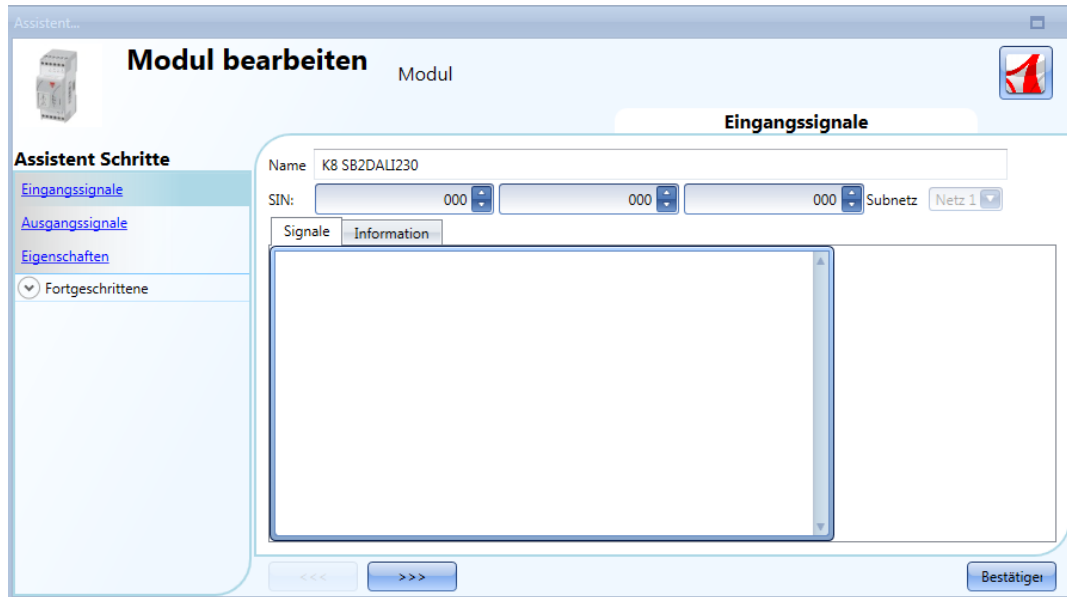 Assistent...
Modul bearbeiten
Modul
Eingangssignale
Assistent Schritte
Eingangssignale
Ausgangssignale
Eigenschaften
Fortgeschrittene
Name K8 SB2DALI230
SIN: 000 000 000 Subnetz Netz 1
Signale Information
<<< >>> Bestätiger